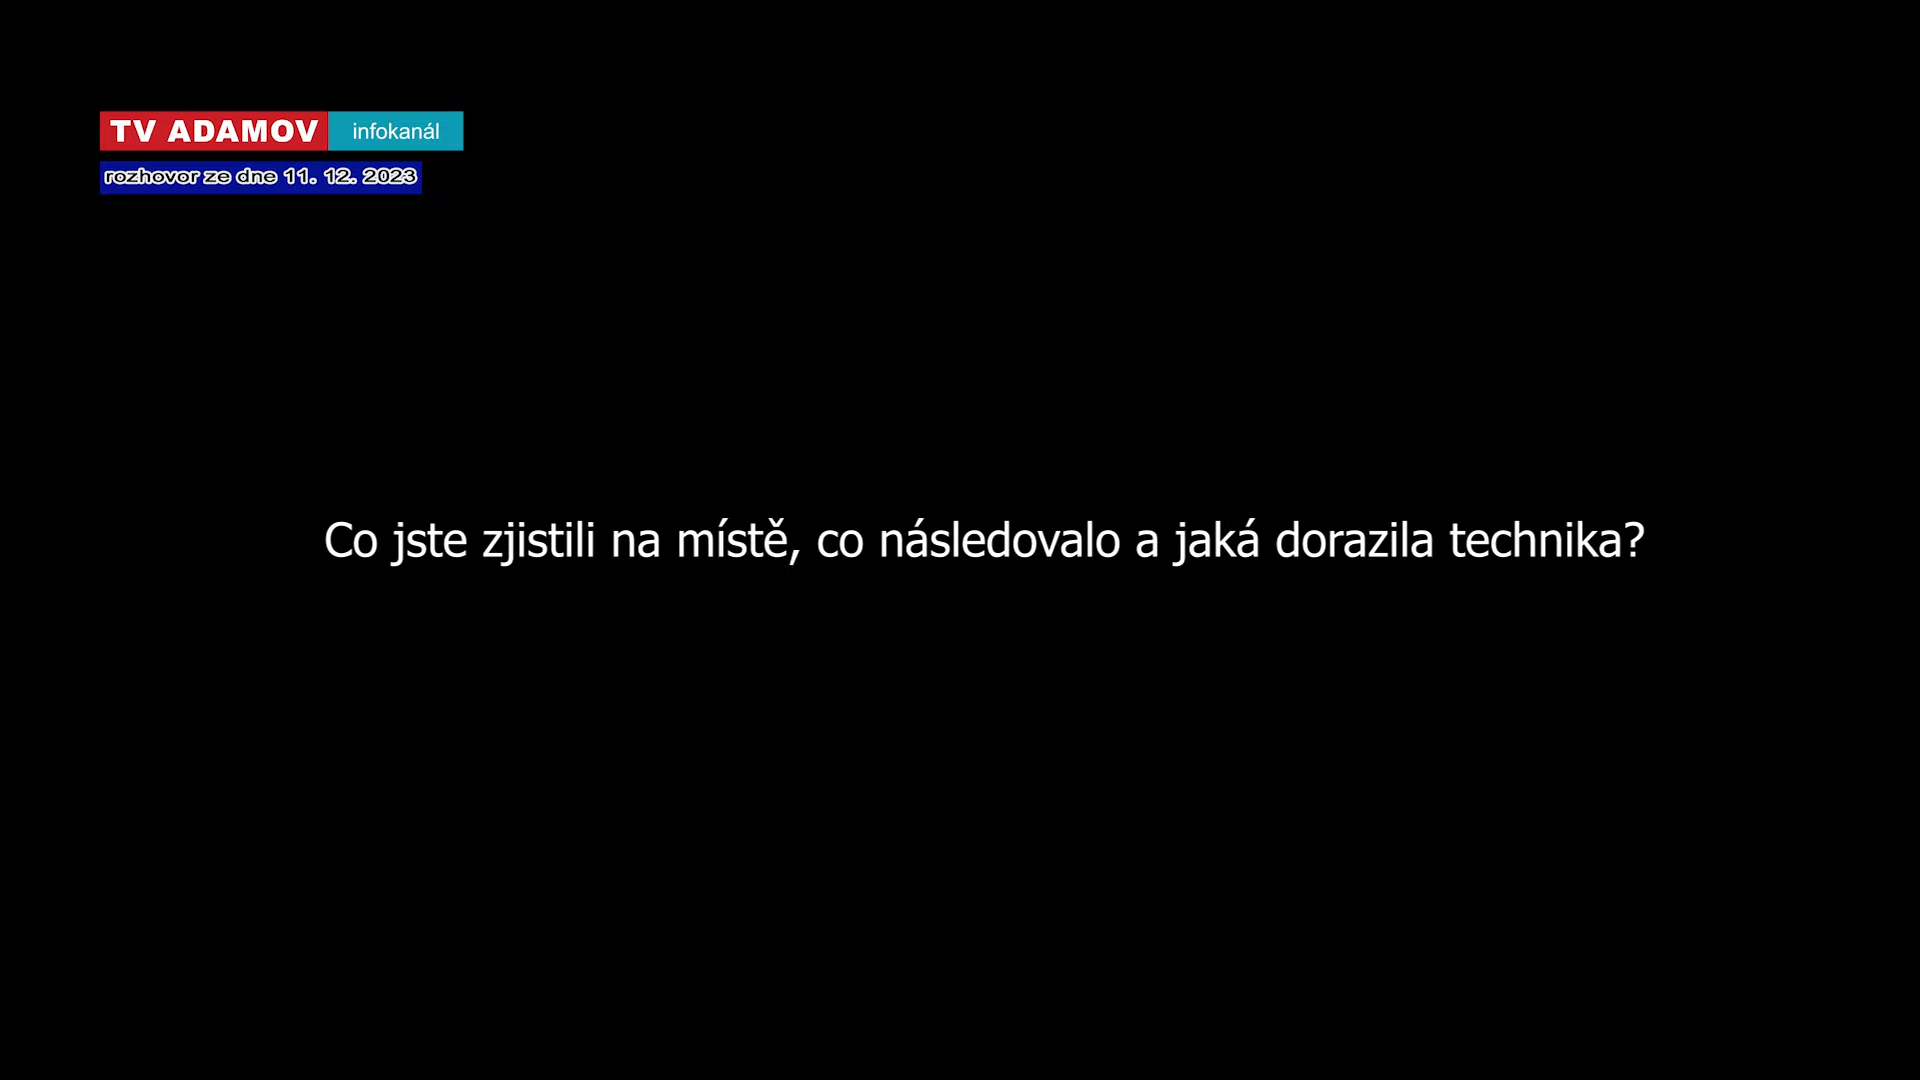 TV ADAMOV infokanál
rozhovor ze dne 11. 12. 2023
Co jste zjistili na místě, co následovalo a jaká dorazila technika?